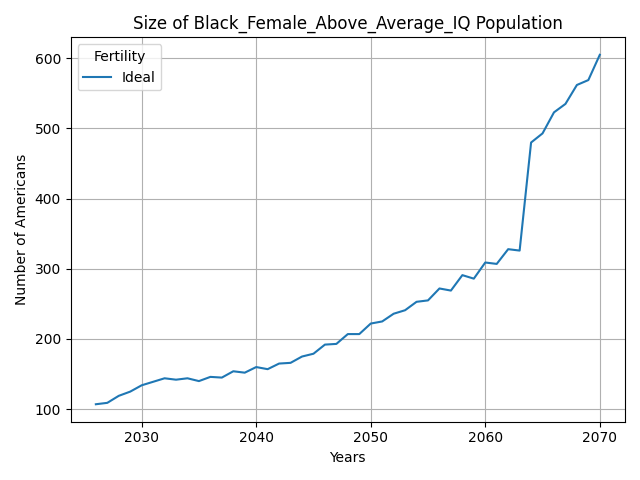 Size of Black_Female_Above_Average_IQ Population
Fertility
Ideal
Number of Americans
600
500
400
300
200
100
2030 2040 2050 2060 2070
Years